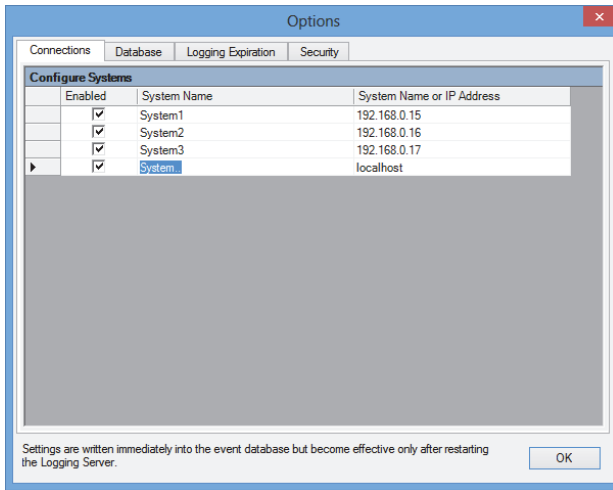 Options
Connections Database Logging Expiration Security
Configure Systems
Enabled System Name System Name or IP Address
System1 192.168.0.15
System2 192.168.0.16
System3 192.168.0.17
System.. localhost
Settings are written immediately into the event database but become effective only after restarting
the Logging Server.
OK